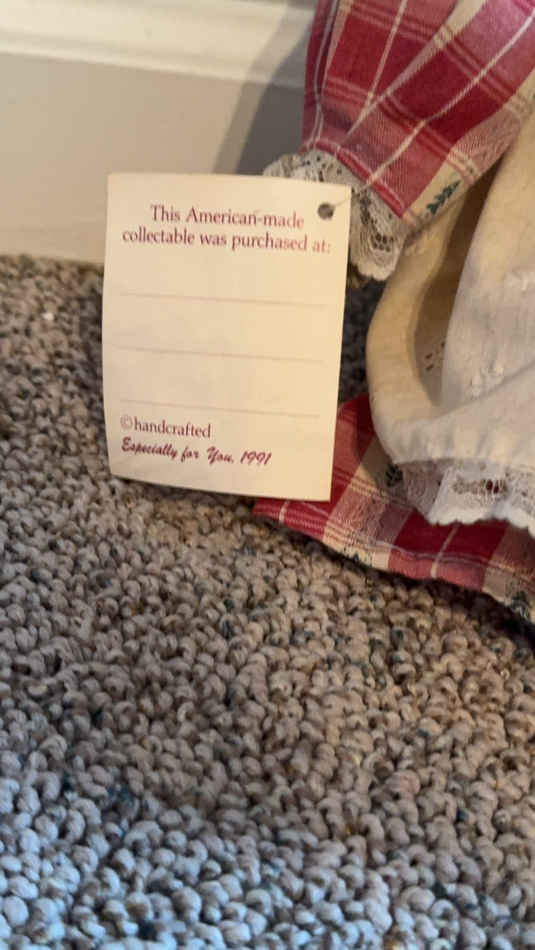 This American-made
collectable was purchased at:
©handcrafted
Especially for You, 1991